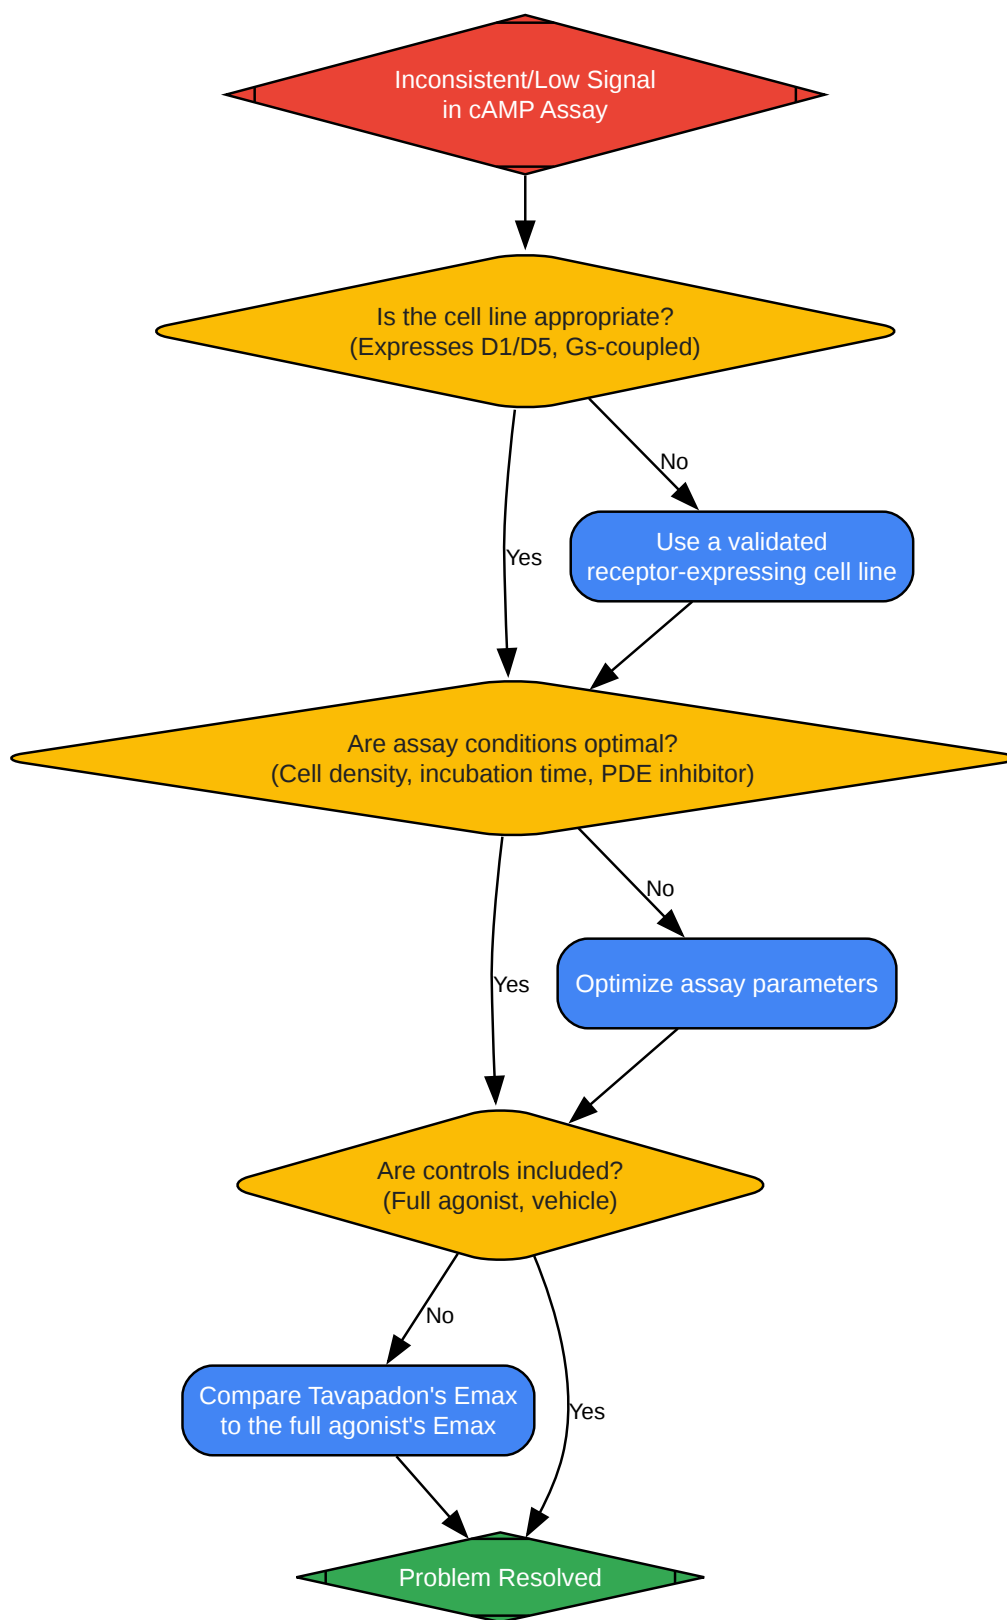 Inconsistent/Low Signal
in cAMP Assay
Is the cell line appropriate?
(Expresses D1/D5, Gs-coupled)
No
Yes
Use a validated
receptor-expressing cell line
Are assay conditions optimal?
(Cell density, incubation time, PDE inhibitor)
No
Yes
Optimize assay parameters
Are controls included?
(Full agonist, vehicle)
No
Compare Tavapadon's Emax
to the full agonist's Emax
Yes
Problem Resolved